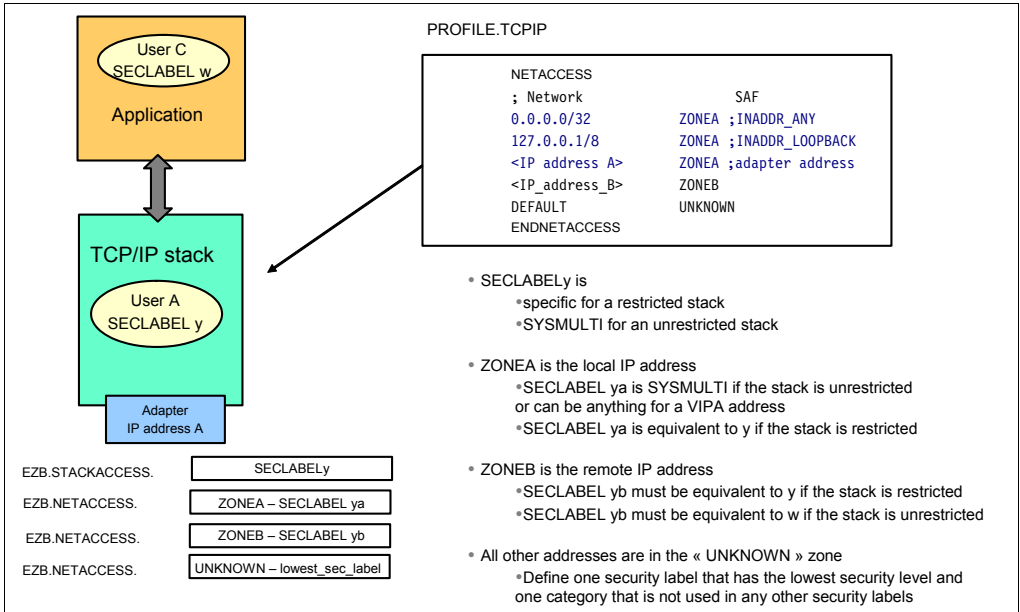 User C
SECLABEL w
Application
TCP/IP stack
User A
SECLABEL y
Adapter
IP address A
EZB.STACKACCESS. SECLABELy
EZB.NETACCESS. ZONEA – SECLABEL ya
EZB.NETACCESS. ZONEB – SECLABEL yb
EZB.NETACCESS. UNKNOWN – lowest_sec_label
PROFILE.TCPIP
NETACCESS
; Network SAF
0.0.0.0/32 ZONEA ;INADDR_ANY
127.0.0.1/8 ZONEA ;INADDR_LOOPBACK
<IP address A> ZONEA ;adapter address
<IP_address_B> ZONEB
DEFAULT UNKNOWN
ENDNETACCESS
• SECLABELy is
•specific for a restricted stack
•SYSMULTI for an unrestricted stack
• ZONEA is the local IP address
•SECLABEL ya is SYSMULTI if the stack is unrestricted
or can be anything for a VIPA address
•SECLABEL ya is equivalent to y if the stack is restricted
• ZONEB is the remote IP address
•SECLABEL yb must be equivalent to y if the stack is restricted
•SECLABEL yb must be equivalent to w if the stack is unrestricted
• All other addresses are in the « UNKNOWN » zone
•Define one security label that has the lowest security level and
one category that is not used in any other security labels